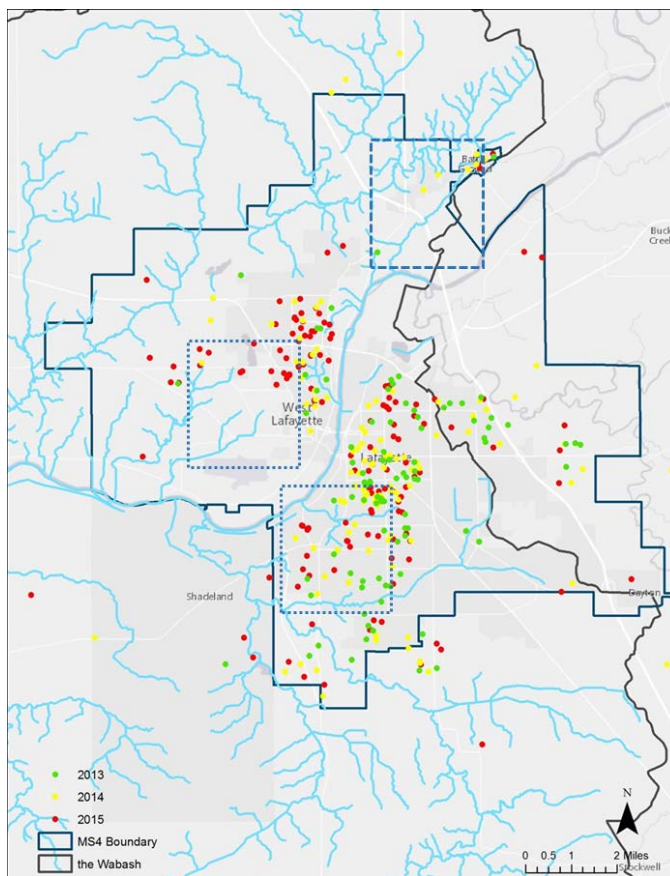 Buck
Creek
West
Lafayette
Lafayette
Shadeland
Dayton
2013
2014
2015
MS4 Boundary
the Wabash
N
0 0.5 1 2 Miles
Stockwell